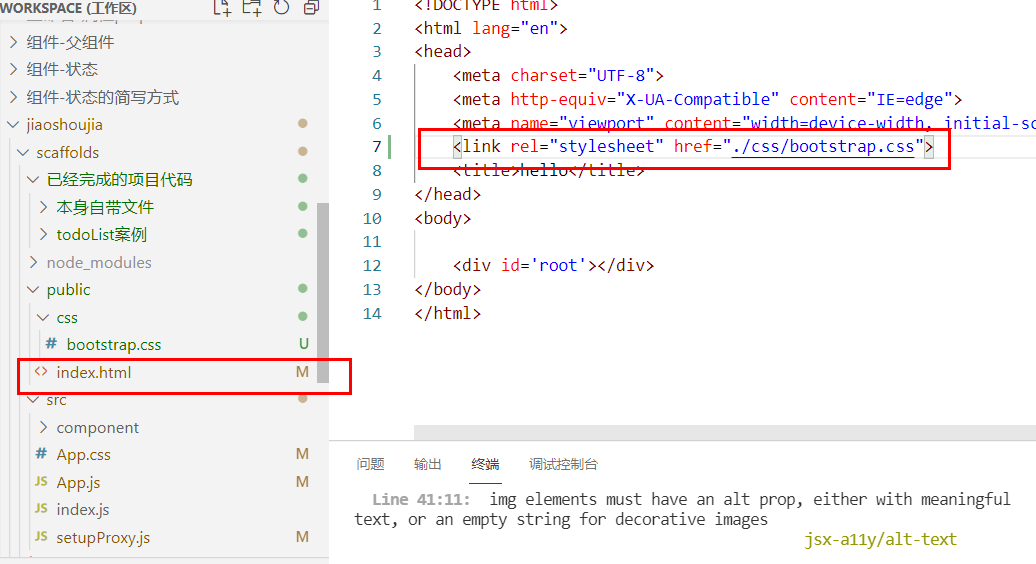 WORKSPACE (工作区)
组件-父组件
组件-状态
组件-状态的简写方式
jiaoshoujia
scaffolds
已经完成的项目代码
本身自带文件
todoList案例
node_modules
public
css
# bootstrap.css U
<> index.html M
src
component
# App.css M
JS App.js M
JS index.js
JS setupProxy.js M
1 <!DOCTYPE html>
2 <html lang="en">
3 <head>
4 <meta charset="UTF-8">
5 <meta http-equiv="X-UA-Compatible" content="IE=edge">
6 <meta name="viewport" content="width=device-width, initial-sc
7 <link rel="stylesheet" href="./css/bootstrap.css">
8 <title>hello</title>
9 </head>
10 <body>
11
12 <div id='root'></div>
13 </body>
14 </html>
问题 输出 终端 调试控制台
Line 41:11: img elements must have an alt prop, either with meaningful
text, or an empty string for decorative images
jsx-a11y/alt-text